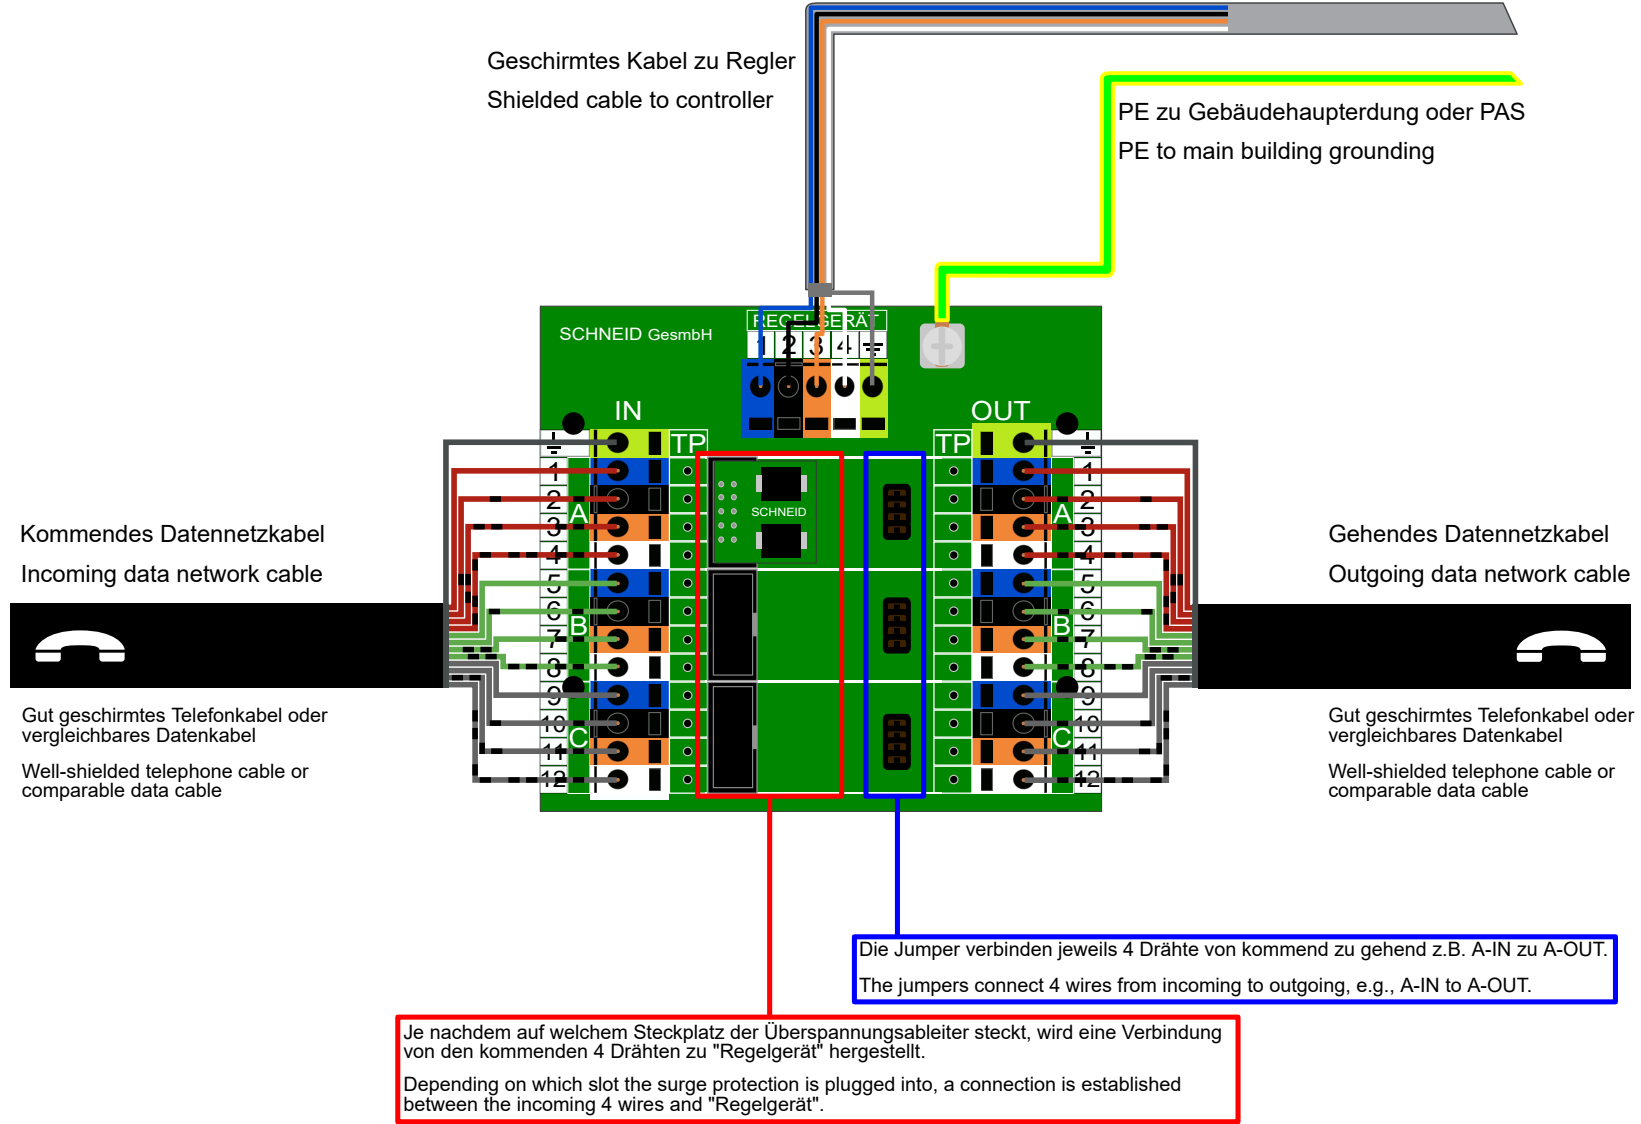 Geschirmtes Kabel zu Regler
Shielded cable to controller
PE zu Gebäudehaupterdung oder PAS
PE to main building grounding
SCHNEID GesmbH
REGELGERÄT
1 2 3 4
IN
OUT
TP
TP
1
2
3
4
5
6
7
8
9
10
11
12
A
B
C
SCHNEID
1
2
3
4
5
6
7
8
9
10
11
12
A
B
C
Kommendes Datennetzkabel
Incoming data network cable
Gut geschirmtes Telefonkabel oder
vergleichbares Datenkabel
Well-shielded telephone cable or
comparable data cable
Gehendes Datennetzkabel
Outgoing data network cable
Gut geschirmtes Telefonkabel oder
vergleichbares Datenkabel
Well-shielded telephone cable or
comparable data cable
Die Jumper verbinden jeweils 4 Drähte von kommend zu gehend z.B. A-IN zu A-OUT.
The jumpers connect 4 wires from incoming to outgoing, e.g., A-IN to A-OUT.
Je nachdem auf welchem Steckplatz der Überspannungsableiter steckt, wird eine Verbindung
von den kommenden 4 Drähten zu "Regelgerät" hergestellt.
Depending on which slot the surge protection is plugged into, a connection is established
between the incoming 4 wires and "Regelgerät".